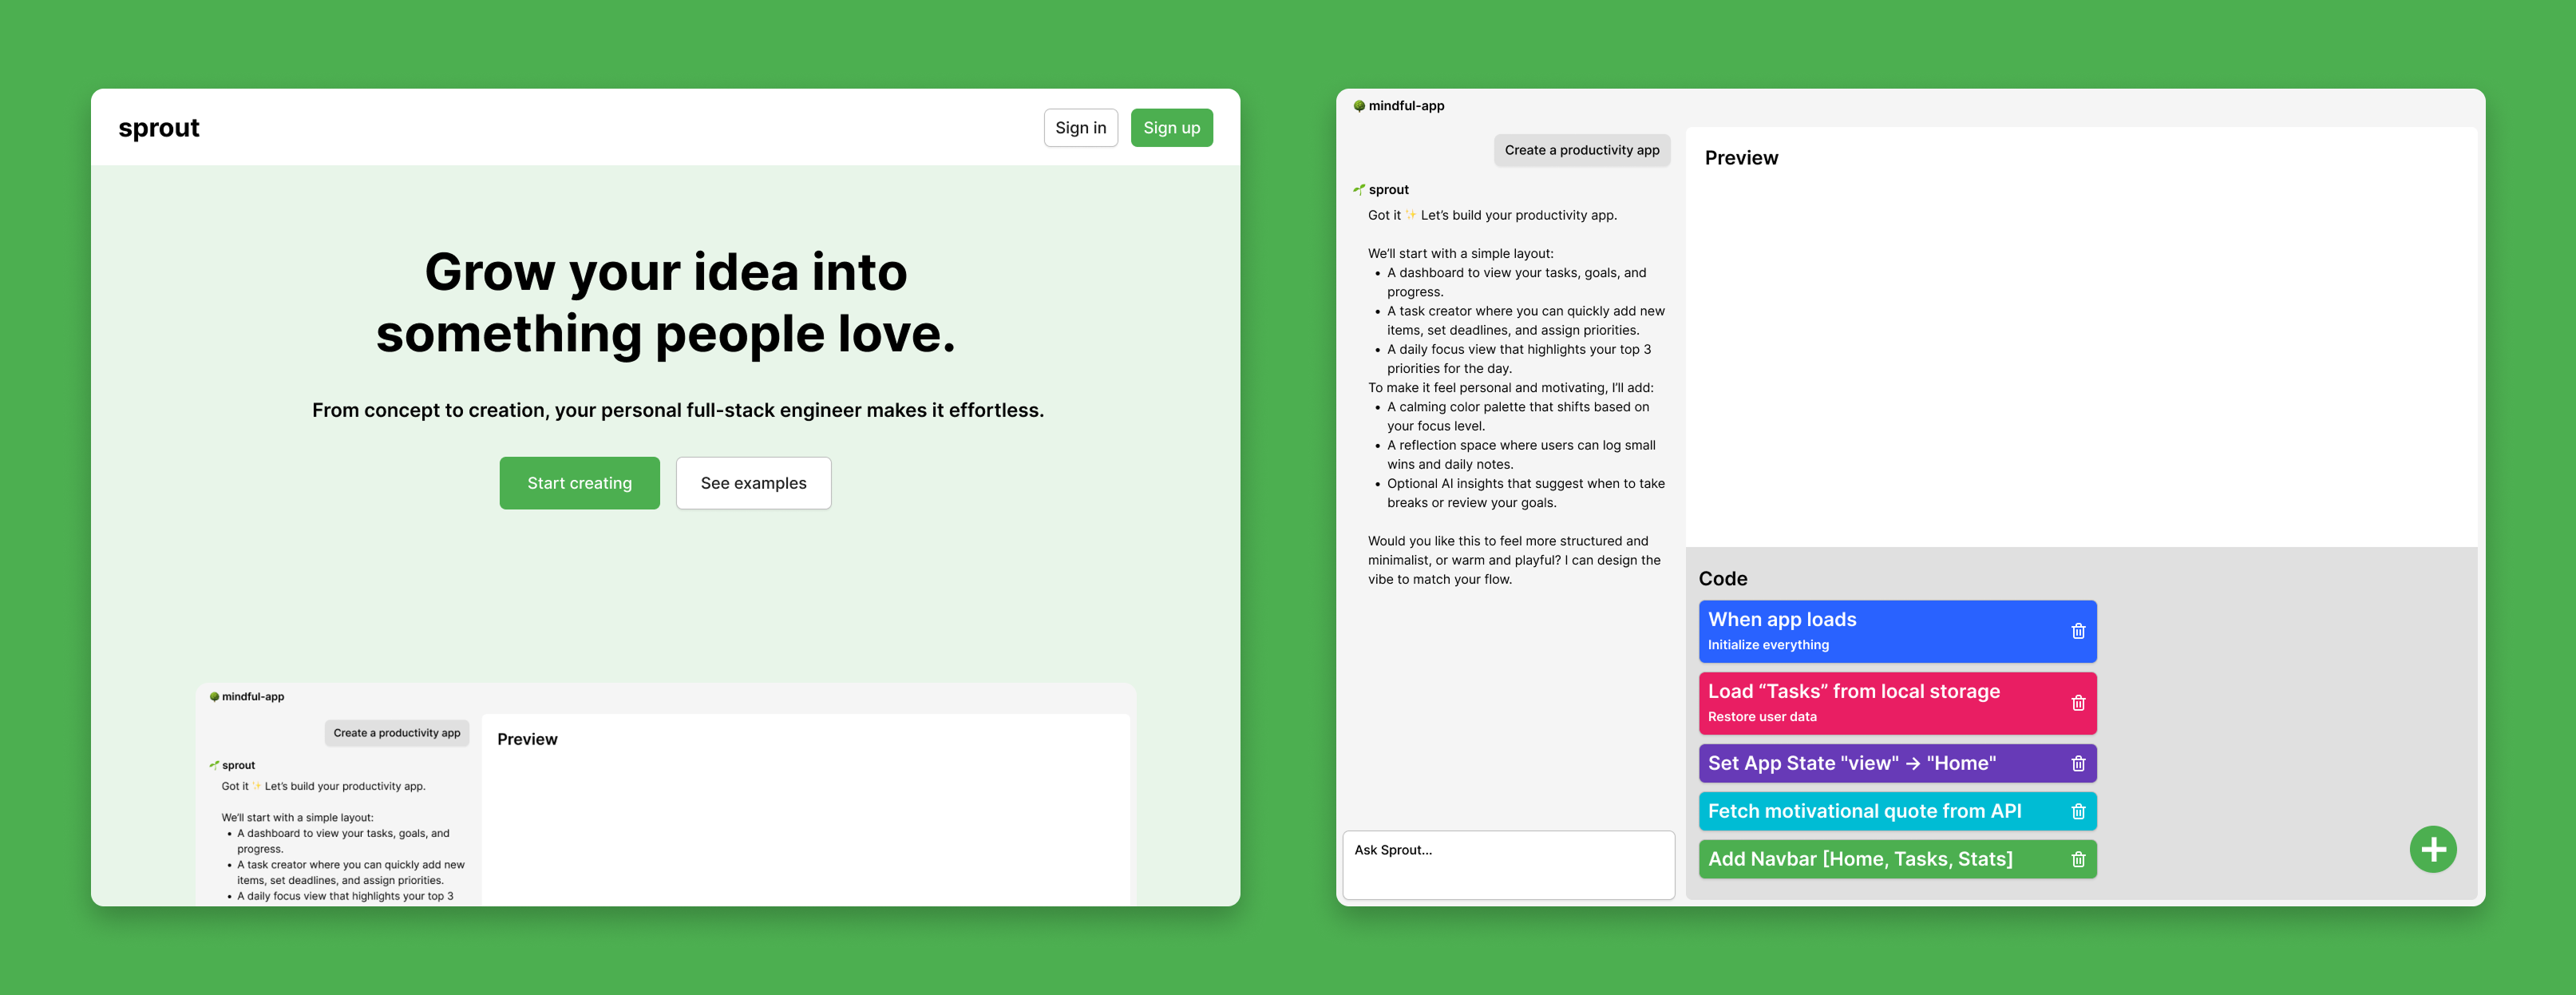 sprout
Sign in
Sign up
Grow your idea into
something people love.
From concept to creation, your personal full-stack engineer makes it effortless.
Start creating
See examples
mindful-app
Create a productivity app
Preview
sprout
Got it ✨ Let’s build your productivity app.
We’ll start with a simple layout:
• A dashboard to view your tasks, goals, and
progress.
• A task creator where you can quickly add new
items, set deadlines, and assign priorities.
• A daily focus view that highlights your top 3
mindful-app
Create a productivity app
sprout
Got it ✨ Let’s build your productivity app.
We’ll start with a simple layout:
• A dashboard to view your tasks, goals, and
progress.
• A task creator where you can quickly add new
items, set deadlines, and assign priorities.
• A daily focus view that highlights your top 3
priorities for the day.
To make it feel personal and motivating, I’ll add:
• A calming color palette that shifts based on
your focus level.
• A reflection space where users can log small
wins and daily notes.
• Optional AI insights that suggest when to take
breaks or review your goals.
Would you like this to feel more structured and
minimalist, or warm and playful? I can design the
vibe to match your flow.
Ask Sprout...
Preview
Code
When app loads
Initialize everything
Load “Tasks” from local storage
Restore user data
Set App State "view" → "Home"
Fetch motivational quote from API
Add Navbar [Home, Tasks, Stats]